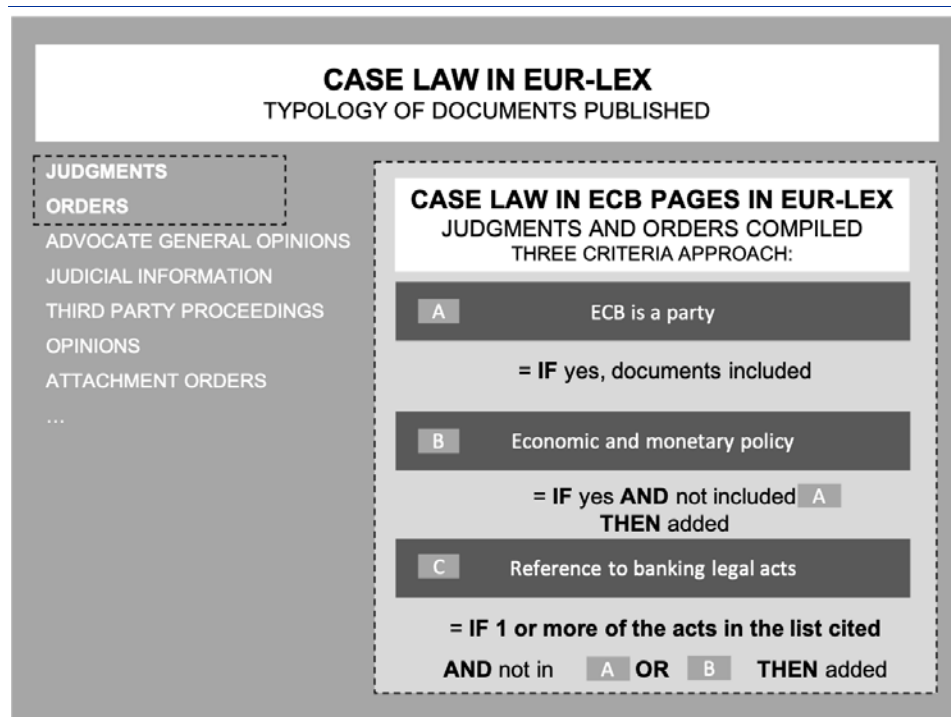 CASE LAW IN EUR-LEX
TYPOLOGY OF DOCUMENTS PUBLISHED
JUDGMENTS
ORDERS
ADVOCATE GENERAL OPINIONS
JUDICIAL INFORMATION
THIRD PARTY PROCEEDINGS
OPINIONS
ATTACHMENT ORDERS
...
CASE LAW IN ECB PAGES IN EUR-LEX
JUDGMENTS AND ORDERS COMPILED
THREE CRITERIA APPROACH:
A ECB is a party
= IF yes, documents included
B Economic and monetary policy
= IF yes AND not included A
THEN added
C Reference to banking legal acts
= IF 1 or more of the acts in the list cited
AND not in A OR B THEN added